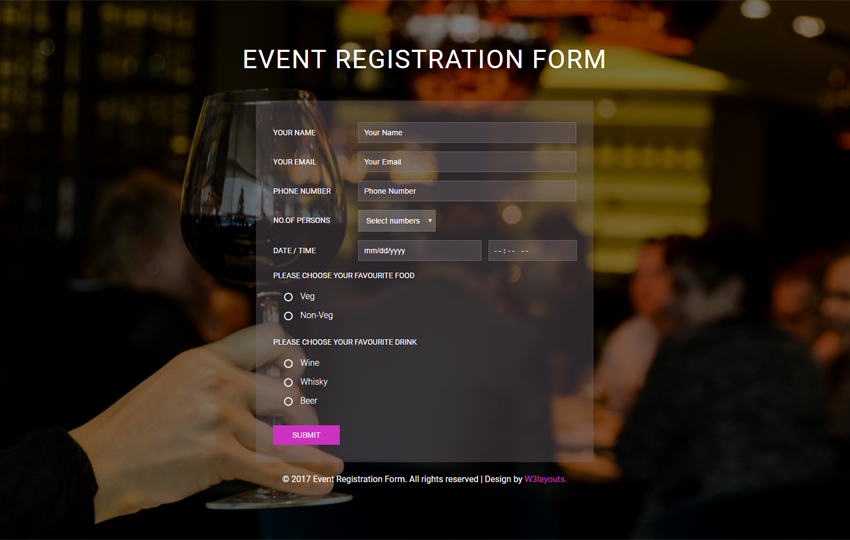 EVENT REGISTRATION FORM
YOUR NAME Your Name
YOUR EMAIL Your Email
PHONE NUMBER Phone Number
NO.OF PERSONS Select numbers
DATE / TIME mm/dd/yyyy --:-- --
PLEASE CHOOSE YOUR FAVOURITE FOOD
Veg
Non-Veg
PLEASE CHOOSE YOUR FAVOURITE DRINK
Wine
Whisky
Beer
SUBMIT
© 2017 Event Registration Form. All rights reserved | Design by W3layouts.